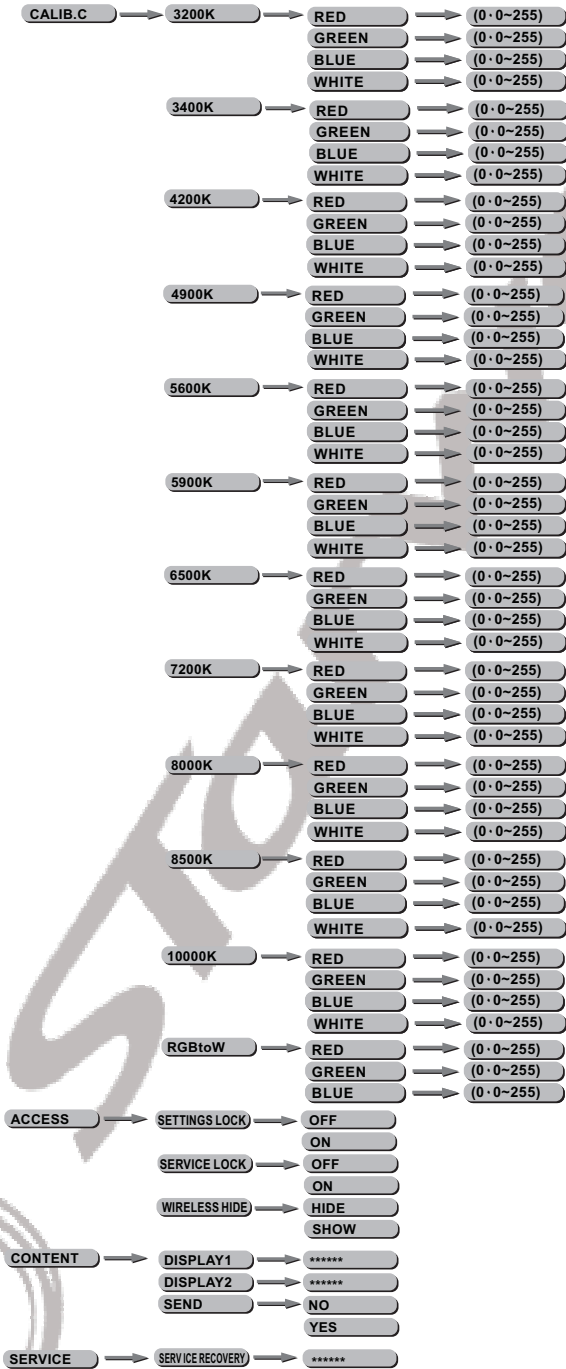 CALIB.C 3200K RED (0·0~255)
GREEN (0·0~255)
BLUE (0·0~255)
WHITE (0·0~255)
3400K RED (0·0~255)
GREEN (0·0~255)
BLUE (0·0~255)
WHITE (0·0~255)
4200K RED (0·0~255)
GREEN (0·0~255)
BLUE (0·0~255)
WHITE (0·0~255)
4900K RED (0·0~255)
GREEN (0·0~255)
BLUE (0·0~255)
WHITE (0·0~255)
5600K RED (0·0~255)
GREEN (0·0~255)
BLUE (0·0~255)
WHITE (0·0~255)
5900K RED (0·0~255)
GREEN (0·0~255)
BLUE (0·0~255)
WHITE (0·0~255)
6500K RED (0·0~255)
GREEN (0·0~255)
BLUE (0·0~255)
WHITE (0·0~255)
7200K RED (0·0~255)
GREEN (0·0~255)
BLUE (0·0~255)
WHITE (0·0~255)
8000K RED (0·0~255)
GREEN (0·0~255)
BLUE (0·0~255)
WHITE (0·0~255)
8500K RED (0·0~255)
GREEN (0·0~255)
BLUE (0·0~255)
WHITE (0·0~255)
10000K RED (0·0~255)
GREEN (0·0~255)
BLUE (0·0~255)
WHITE (0·0~255)
RGBtoW RED (0·0~255)
GREEN (0·0~255)
BLUE (0·0~255)
ACCESS SETTINGS LOCK OFF
ON
SERVICE LOCK OFF
ON
WIRELESS HIDE HIDE
SHOW
CONTENT DISPLAY1 ******
DISPLAY2 ******
SEND NO
YES
SERVICE SERVICE RECOVERY ******